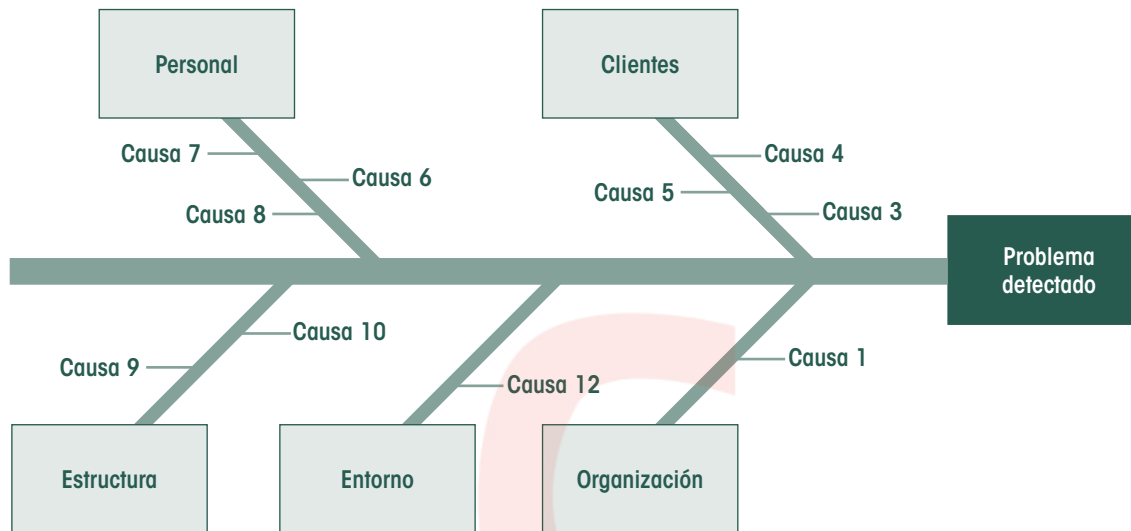 Personal
Clientes
Causa 7
Causa 4
Causa 6
Causa 5
Causa 8
Causa 3
Problema
detectado
Causa 10
Causa 9
Causa 1
Causa 12
Estructura
Entorno
Organización